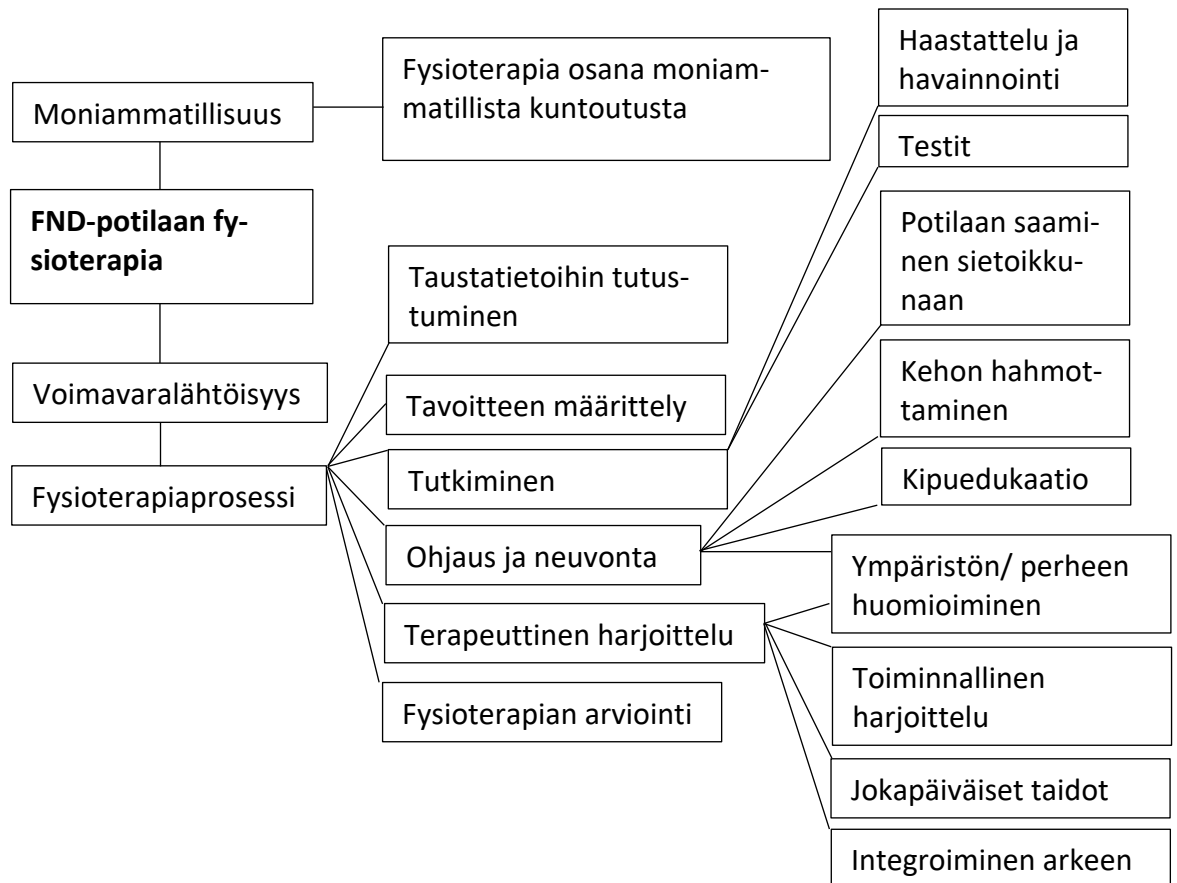 Moniammatillisuus
FND-potilaan fy-
sioterapia
Voimavaralähtöisyys
Fysioterapiaprosessi
Fysioterapia osana moniam-
matillista kuntoutusta
Taustatietoihin tutus-
tuminen
Tavoitteen määrittely
Tutkiminen
Ohjaus ja neuvonta
Terapeuttinen harjoittelu
Fysioterapian arviointi
Haastattelu ja
havainnointi
Testit
Potilaan saami-
nen sietoikku-
naan
Kehon hahmot-
taminen
Kipuedukaatio
Ympäristön/ perheen
huomioiminen
Toiminnallinen
harjoittelu
Jokapäiväiset taidot
Integroiminen arkeen